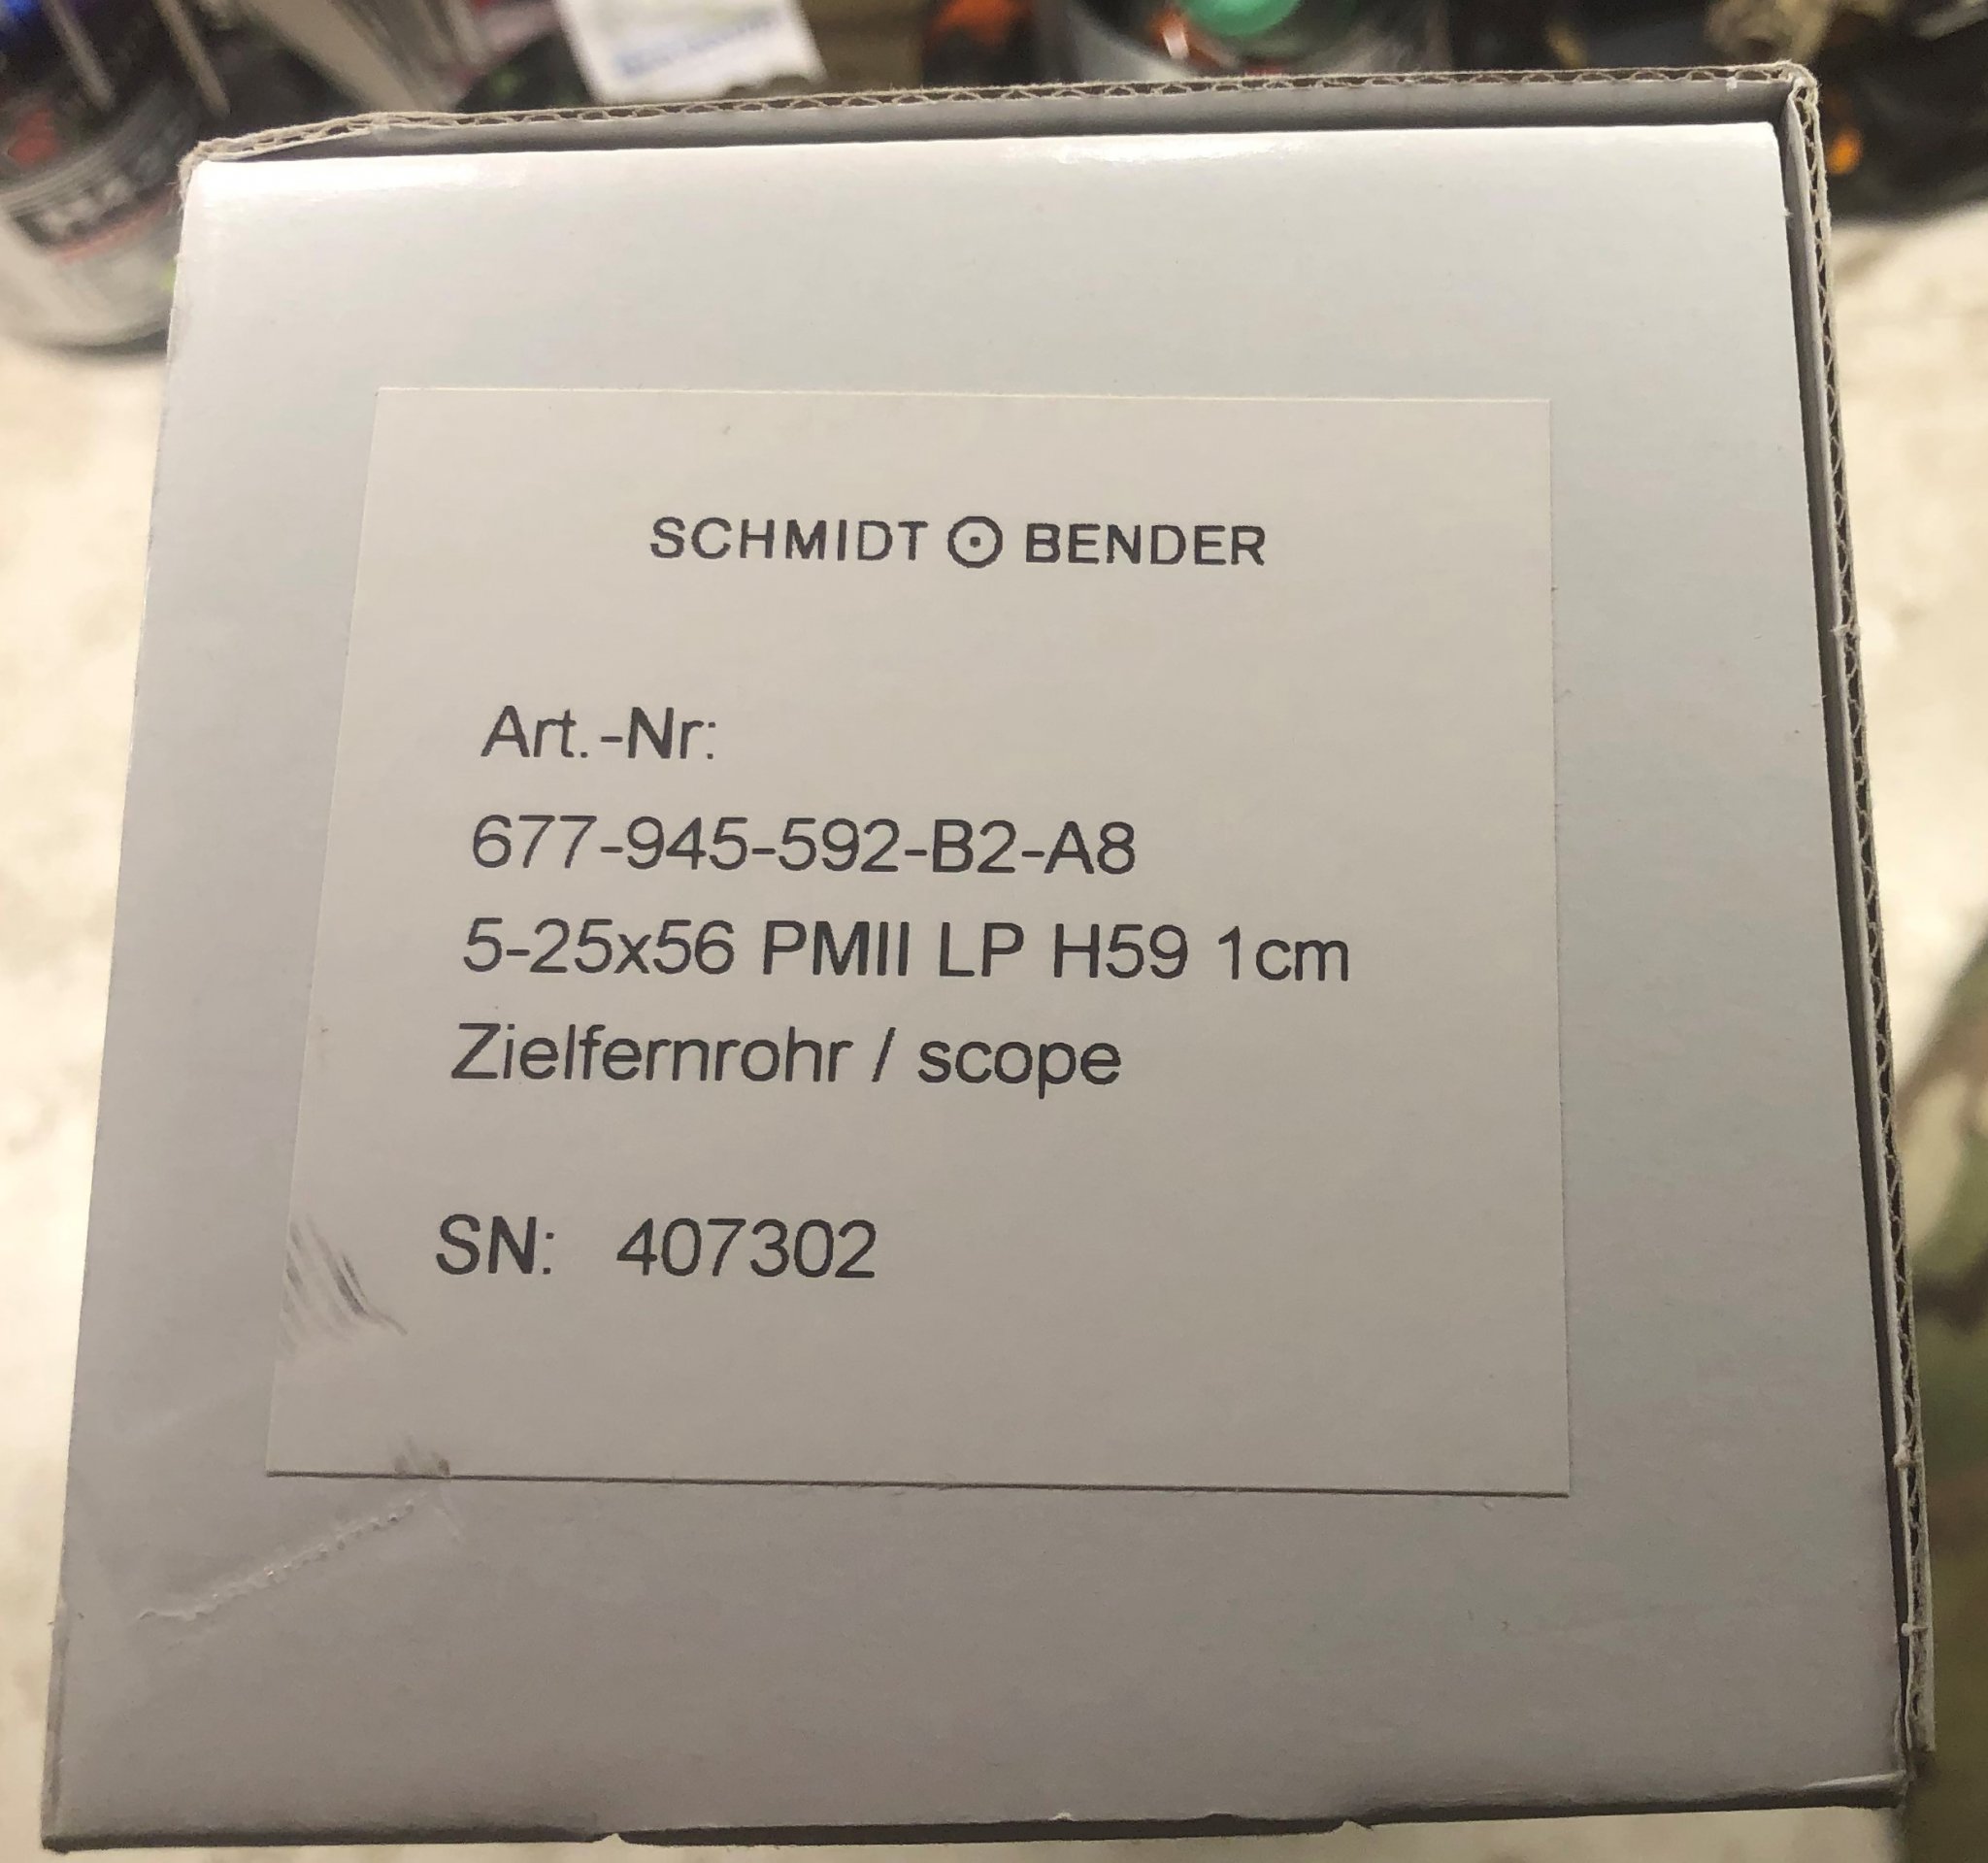 SCHMIDT BENDER
Art.-Nr:
677-945-592-B2-A8
5-25x56 PMII LP H59 1cm
Zielfernrohr / scope
SN: 407302